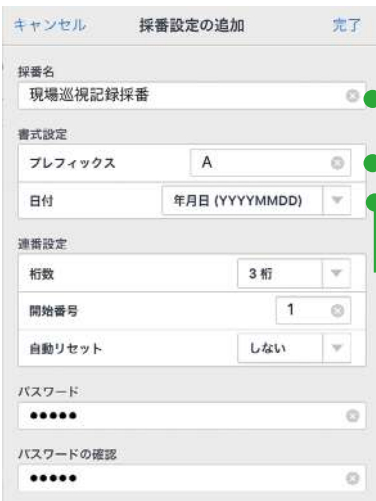 キャンセル 採番設定の追加 完了
採番名
現場巡視記録採番
書式設定
プレフィックス A
日付 年月日 (YYYYMMDD)
連番設定
桁数 3 桁
開始番号 1
自動リセット しない
パスワード
•••••
パスワードの確認
•••••